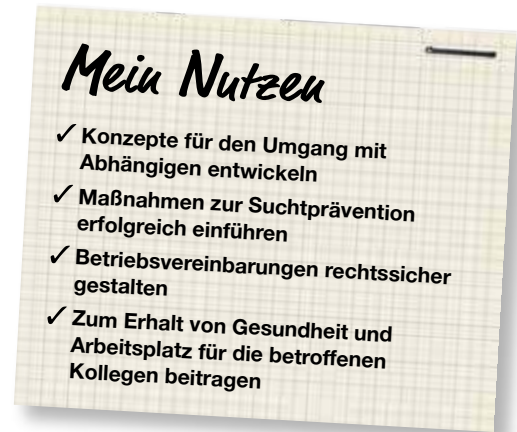 Mein Nutzen
✓ Konzepte für den Umgang mit
Abhängigen entwickeln
✓ Maßnahmen zur Suchtprävention
erfolgreich einführen
✓ Betriebsvereinbarungen rechtssicher
gestalten
✓ Zum Erhalt von Gesundheit und
Arbeitsplatz für die betroffenen
Kollegen beitragen